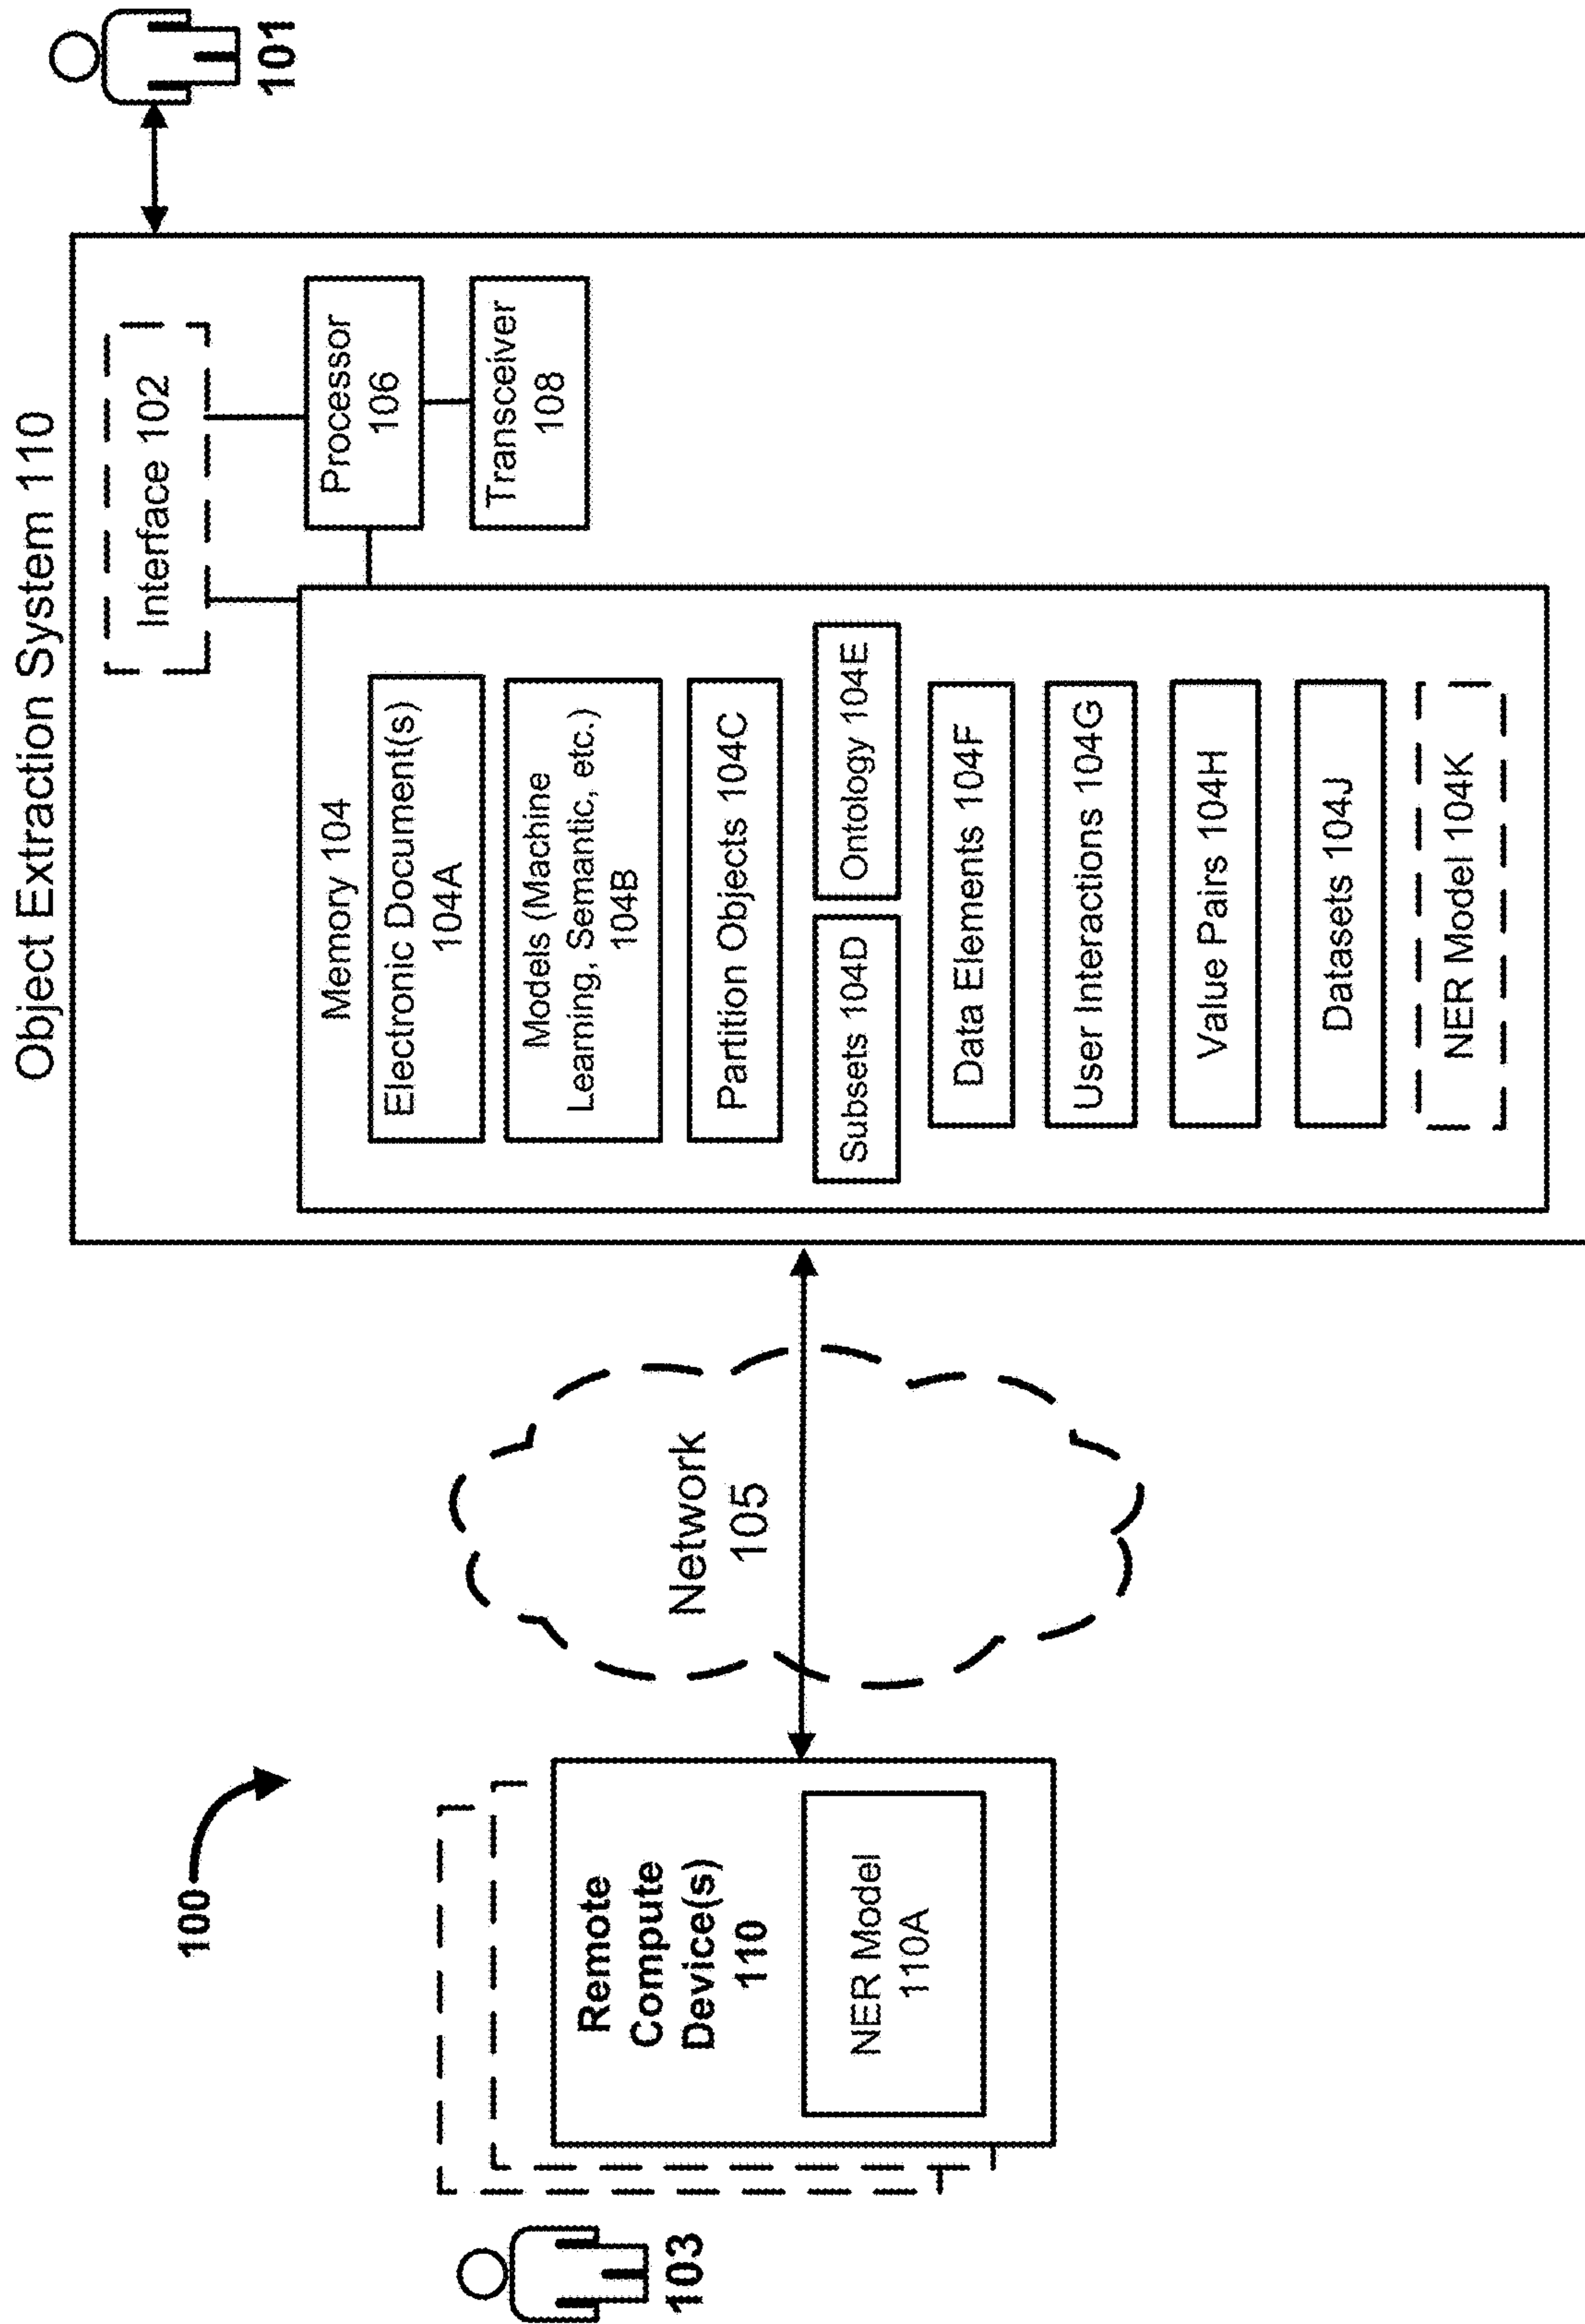 100
103
Remote
Compute
Device(s)
110
NER Model
110A
Network
105
Object Extraction System 110
Interface 102
Processor
106
Transceiver
108
Memory 104
Electronic Document(s)
104A
Models (Machine
Learning, Semantic, etc.)
104B
Partition Objects 104C
Subsets 104D
Ontology 104E
Data Elements 104F
User Interactions 104G
Value Pairs 104H
Datasets 104J
NER Model 104K
101